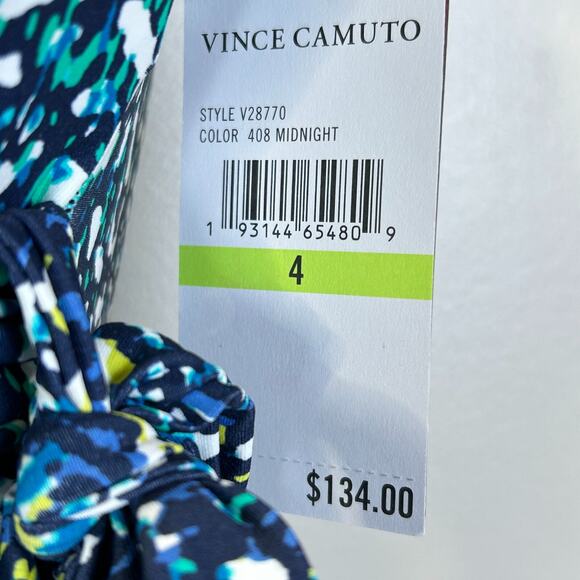 VINCE CAMUTO
STYLE V28770
COLOR 408 MIDNIGHT
1 93144 65480 9
4
$134.00